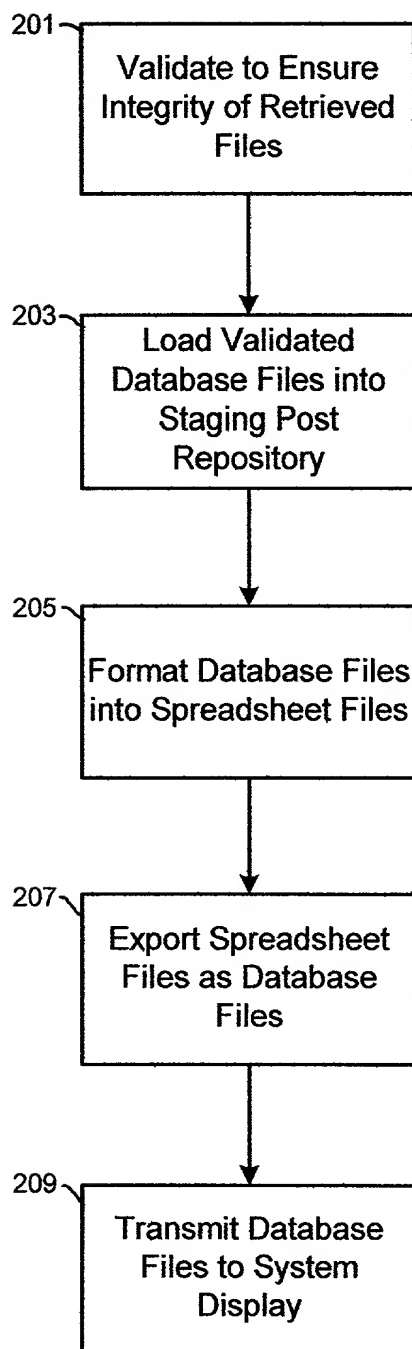 201
Validate to Ensure
Integrity of Retrieved
Files
203
Load Validated
Database Files into
Staging Post
Repository
205
Format Database Files
into Spreadsheet Files
207
Export Spreadsheet
Files as Database
Files
209
Transmit Database
Files to System
Display